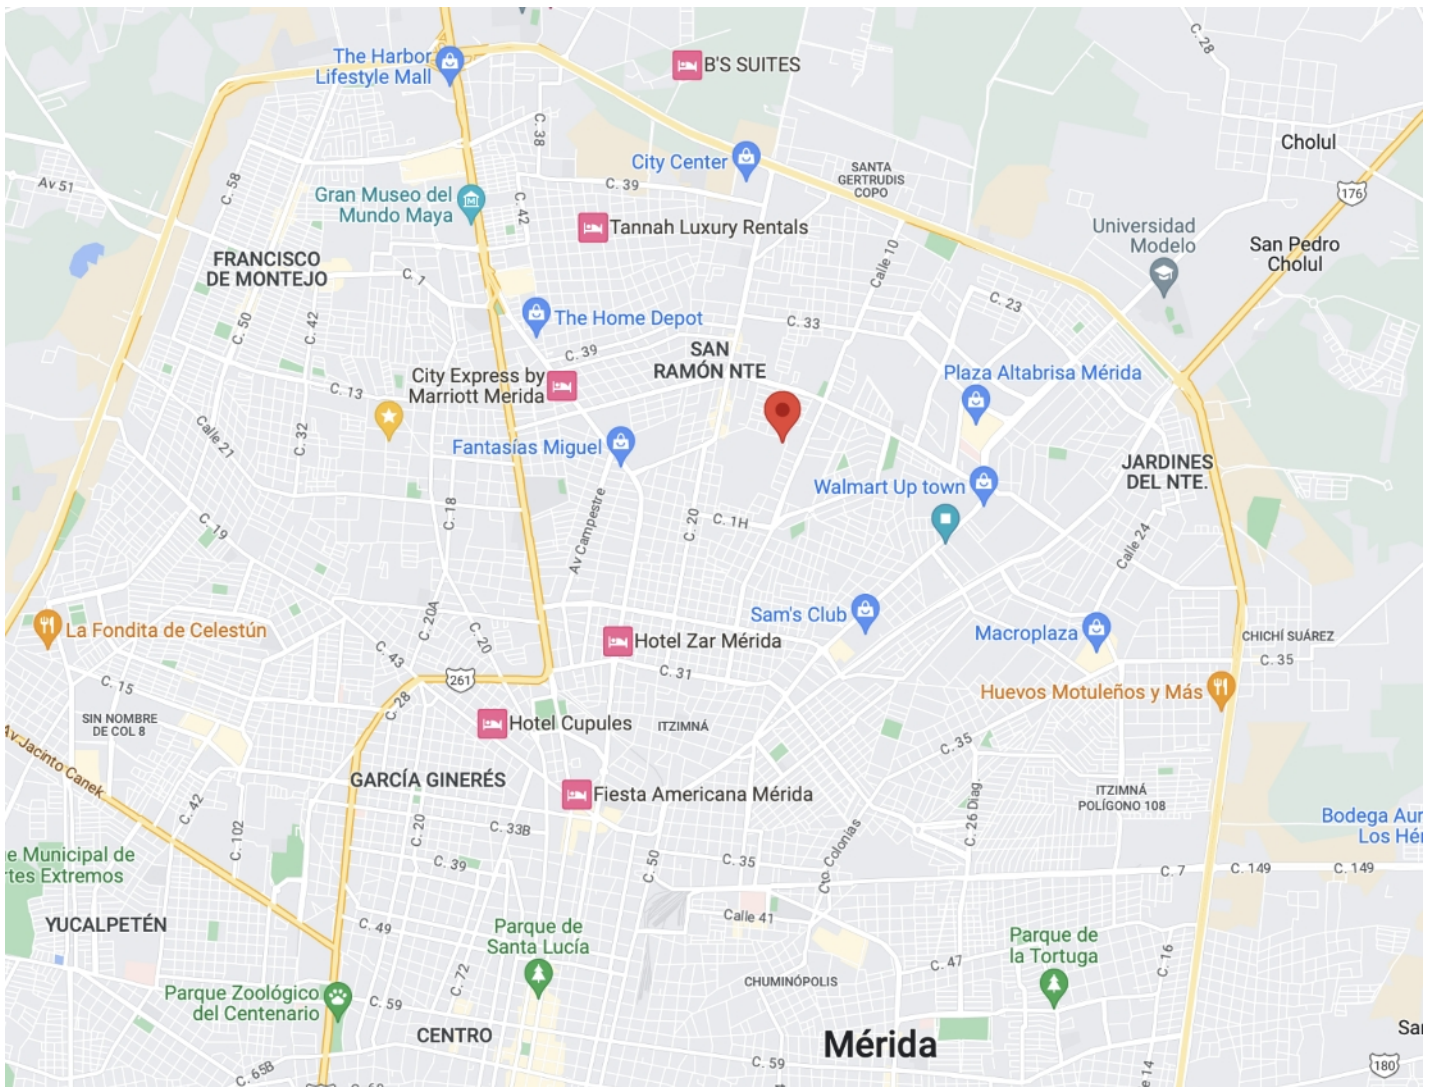 The Harbor
Lifestyle Mall
B'S SUITES
C. 28
C. 38
Cholul
City Center
SANTA
GERTRUDIS
COPO
176
Av 51
C. 58
C. 39
Gran Museo del
Mundo Maya
C. 42
Tannah Luxury Rentals
Universidad
Modelo
San Pedro
Cholul
FRANCISCO
DE MONTEJO
C. 1
Calle 10
C. 23
C. 50
C. 42
The Home Depot
C. 33
C. 39
SAN
RAMÓN NTE
City Express by
Marriott Merida
Plaza Altabrisa Mérida
C. 13
Calle 21
C. 32
Fantasías Miguel
JARDINES
DEL NTE.
Walmart Up town
C. 18
C. 19
Av Campestre
C. 20
C. 1H
Calle 24
C. 20A
Sam's Club
La Fondita de Celestún
C. 20
Hotel Zar Mérida
Macroplaza
CHICHÍ SUÁREZ
C. 43
C. 35
261
C. 31
C. 15
C. 28
Huevos Motuleños y Más
SIN NOMBRE
DE COL 8
Hotel Cupules
ITZIMNÁ
C. 35
Av Jacinto Canek
GARCÍA GINERÉS
Fiesta Americana Mérida
ITZIMNÁ
POLÍGONO 108
C. 42
C. 102
C. 20
C. 33B
C. 26 Diag.
Bodega Aur
Los Hér
e Municipal de
tes Extremos
C. 39
C. 50
C. 35
Cto Colonias
C. 7
C. 149
C. 149
YUCALPETÉN
C. 49
Parque de
Santa Lucía
Calle 41
Parque de
la Tortuga
C. 47
C. 16
C. 72
CHUMINÓPOLIS
Parque Zoológico
del Centenario
C. 59
CENTRO
Mérida
San
C. 65B
C. 59
e 14
180